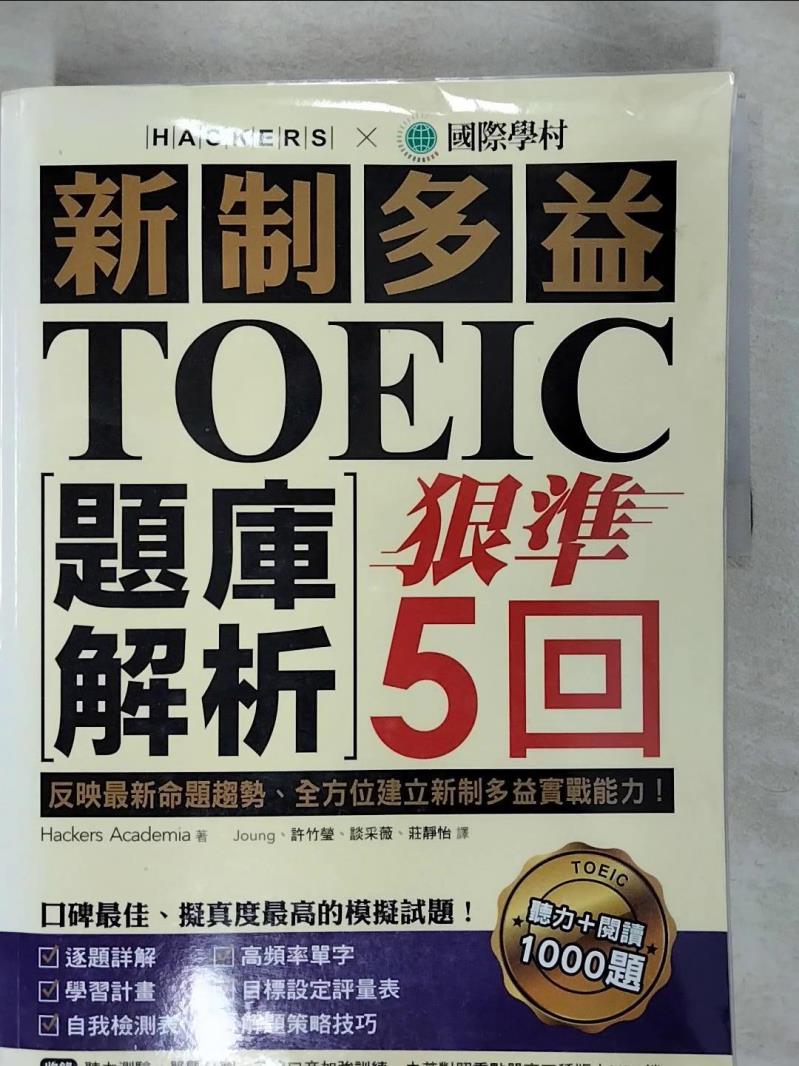 HACKERS × 國際學村
新制多益
TOEIC
題庫
解析
狠準
5回
反映最新命題趨勢、全方位建立新制多益實戰能力！
Hackers Academia 著 Joung、許竹瑩、談采薇、莊靜怡 譯
口碑最佳、擬真度最高的模擬試題！
TOEIC
聽力＋閱讀
1000題
逐題詳解 高頻率單字
學習計畫 目標設定評量表
自我檢測表 解題策略技巧